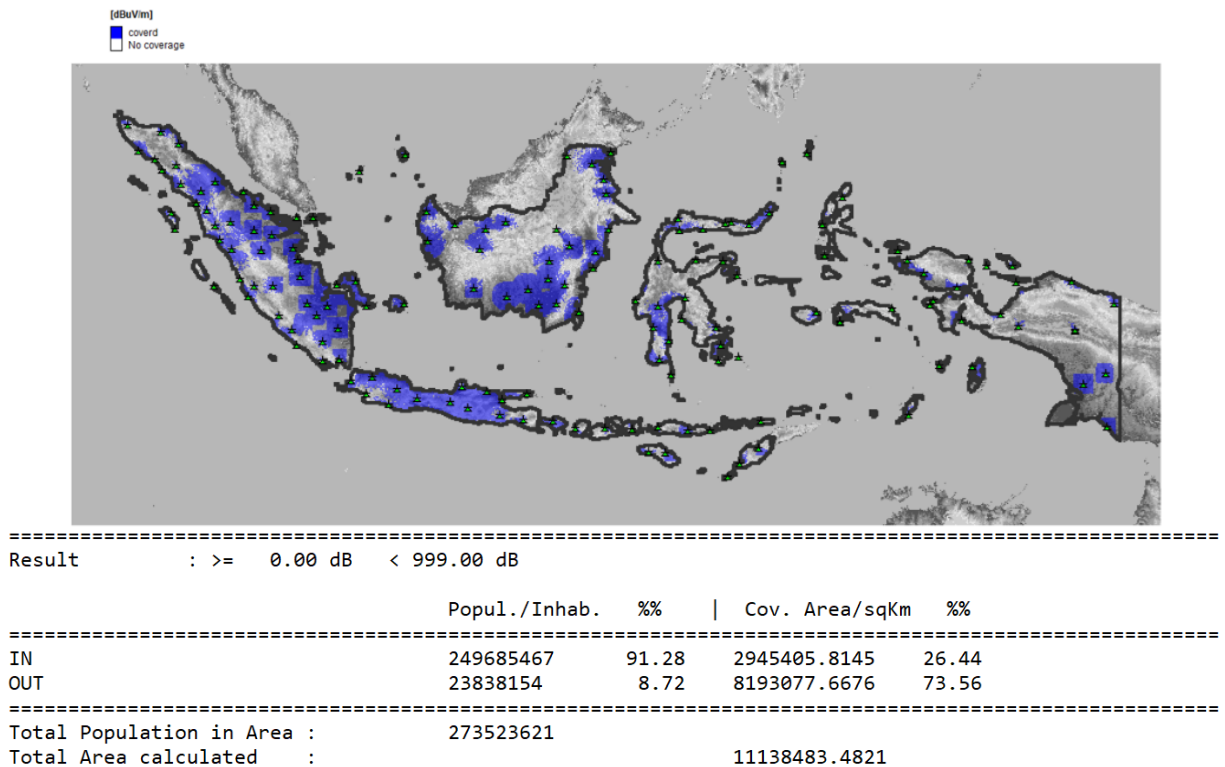 [dBuV/m]
coverd
No coverage
Result : >= 0.00 dB < 999.00 dB
Popul./Inhab. %% | Cov. Area/sqKm %%
IN 249685467 91.28 2945405.8145 26.44
OUT 23838154 8.72 8193077.6676 73.56
Total Population in Area : 273523621
Total Area calculated : 11138483.4821